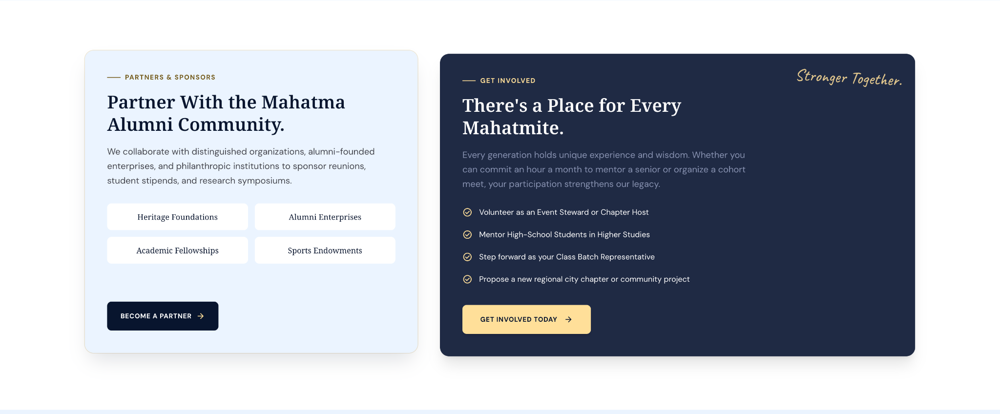 PARTNERS & SPONSORS
Partner With the Mahatma
Alumni Community.
We collaborate with distinguished organizations, alumni-founded
enterprises, and philanthropic institutions to sponsor reunions,
student stipends, and research symposiums.
Heritage Foundations
Alumni Enterprises
Academic Fellowships
Sports Endowments
BECOME A PARTNER →
Stronger Together.
GET INVOLVED
There's a Place for Every
Mahatmite.
Every generation holds unique experience and wisdom. Whether you
can commit an hour a month to mentor a senior or organize a cohort
meet, your participation strengthens our legacy.
Volunteer as an Event Steward or Chapter Host
Mentor High-School Students in Higher Studies
Step forward as your Class Batch Representative
Propose a new regional city chapter or community project
GET INVOLVED TODAY →